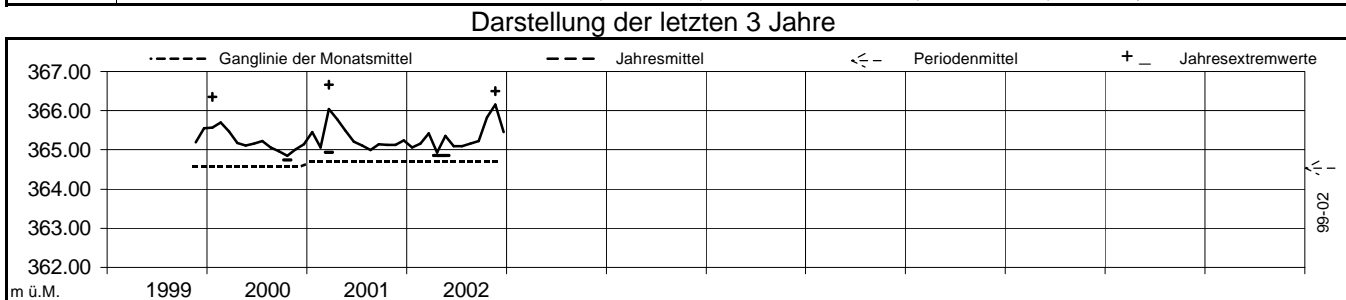 Darstellung der letzten 3 Jahre
Ganglinie der Monatsmittel Jahresmittel Periodenmittel + _ Jahresextremwerte
367.00
366.00
365.00
364.00
363.00
362.00
m ü.M. 1999 2000 2001 2002
99-02